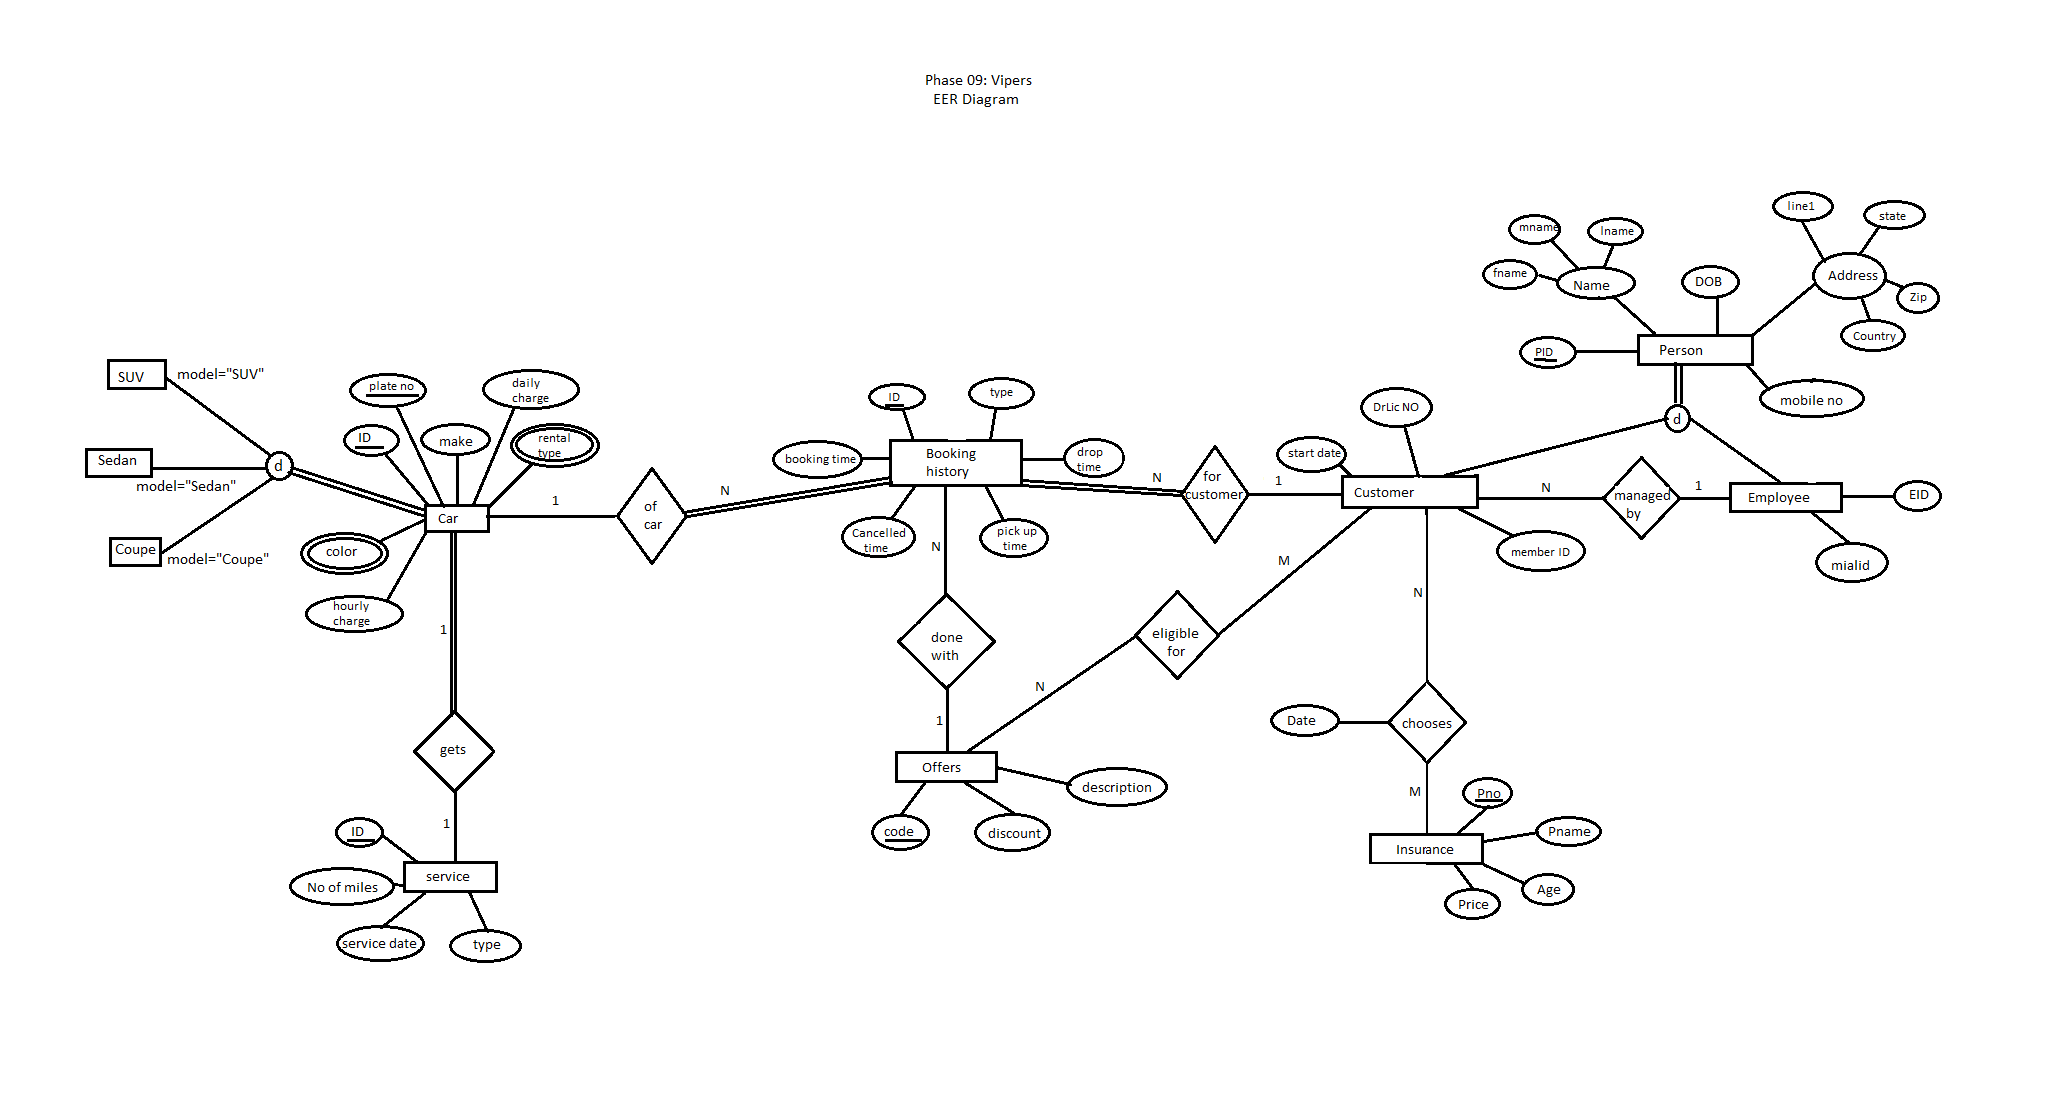 Phase 09: Vipers
EER Diagram
line1
state
mname
lname
fname
Name
DOB
Address
Zip
Country
PID
Person
mobile no
d
SUV
model="SUV"
plate no
daily
charge
ID
make
rental
type
Sedan
d
model="Sedan"
Car
color
Coupe
model="Coupe"
hourly
charge
1
of
car
N
ID
type
booking time
Booking
history
drop
time
Cancelled
time
pick up
time
N
for
customer
1
DrLic NO
start date
Customer
N
managed
by
1
Employee
EID
mialid
member ID
N
M
N
1
done
with
eligible
for
N
1
gets
1
Offers
description
code
discount
Date
chooses
M
Pno
Pname
Insurance
Age
Price
ID
service
No of miles
service date
type